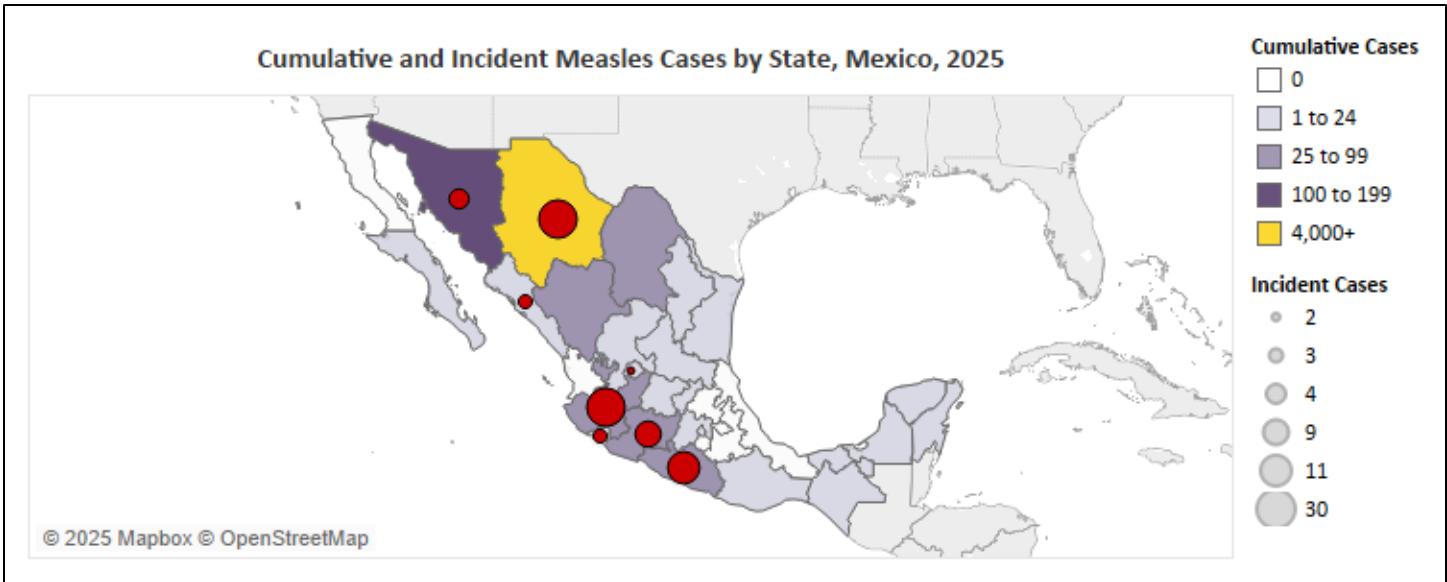 Cumulative and Incident Measles Cases by State, Mexico, 2025
Cumulative Cases
0
1 to 24
25 to 99
100 to 199
4,000+
Incident Cases
2
3
4
9
11
30
© 2025 Mapbox © OpenStreetMap